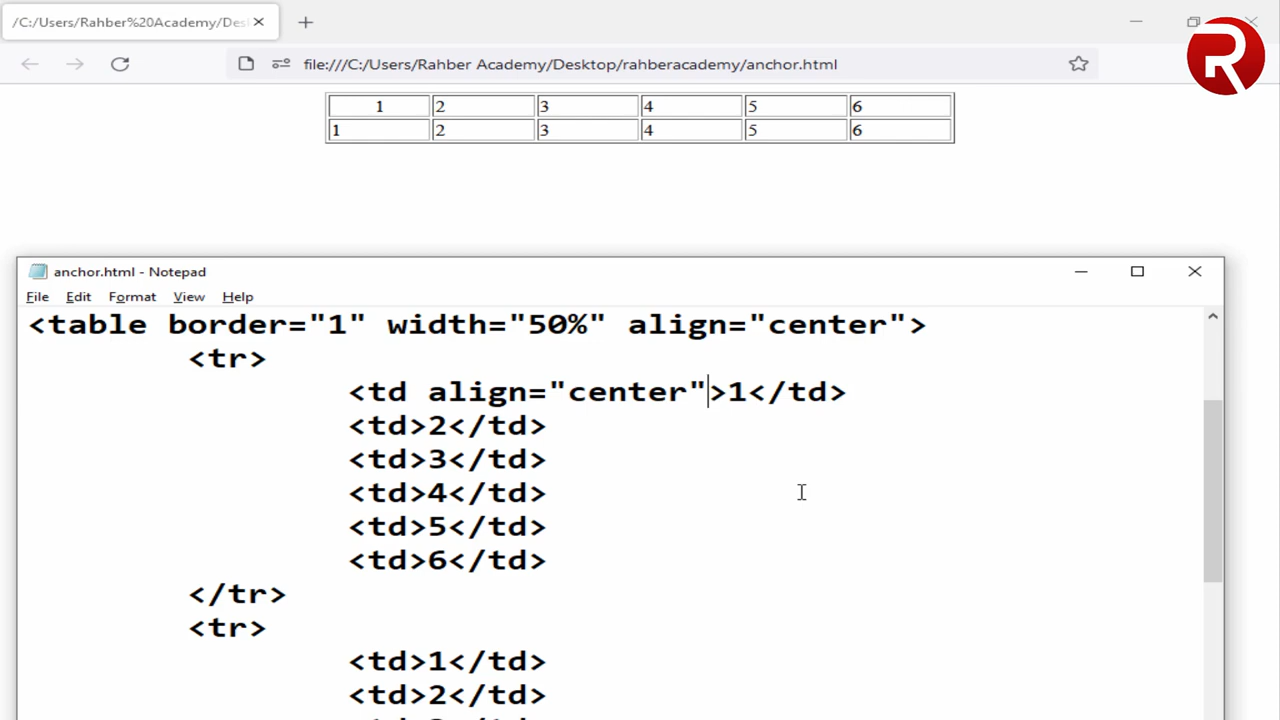 /C:/Users/Rahber%20Academy/Des
file:///C:/Users/Rahber Academy/Desktop/rahberacademy/anchor.html
R
1 2 3 4 5 6
1 2 3 4 5 6
anchor.html - Notepad
File Edit Format View Help
<table border="1" width="50%" align="center">
<tr>
<td align="center">1</td>
<td>2</td>
<td>3</td>
<td>4</td>
<td>5</td>
<td>6</td>
</tr>
<tr>
<td>1</td>
<td>2</td>